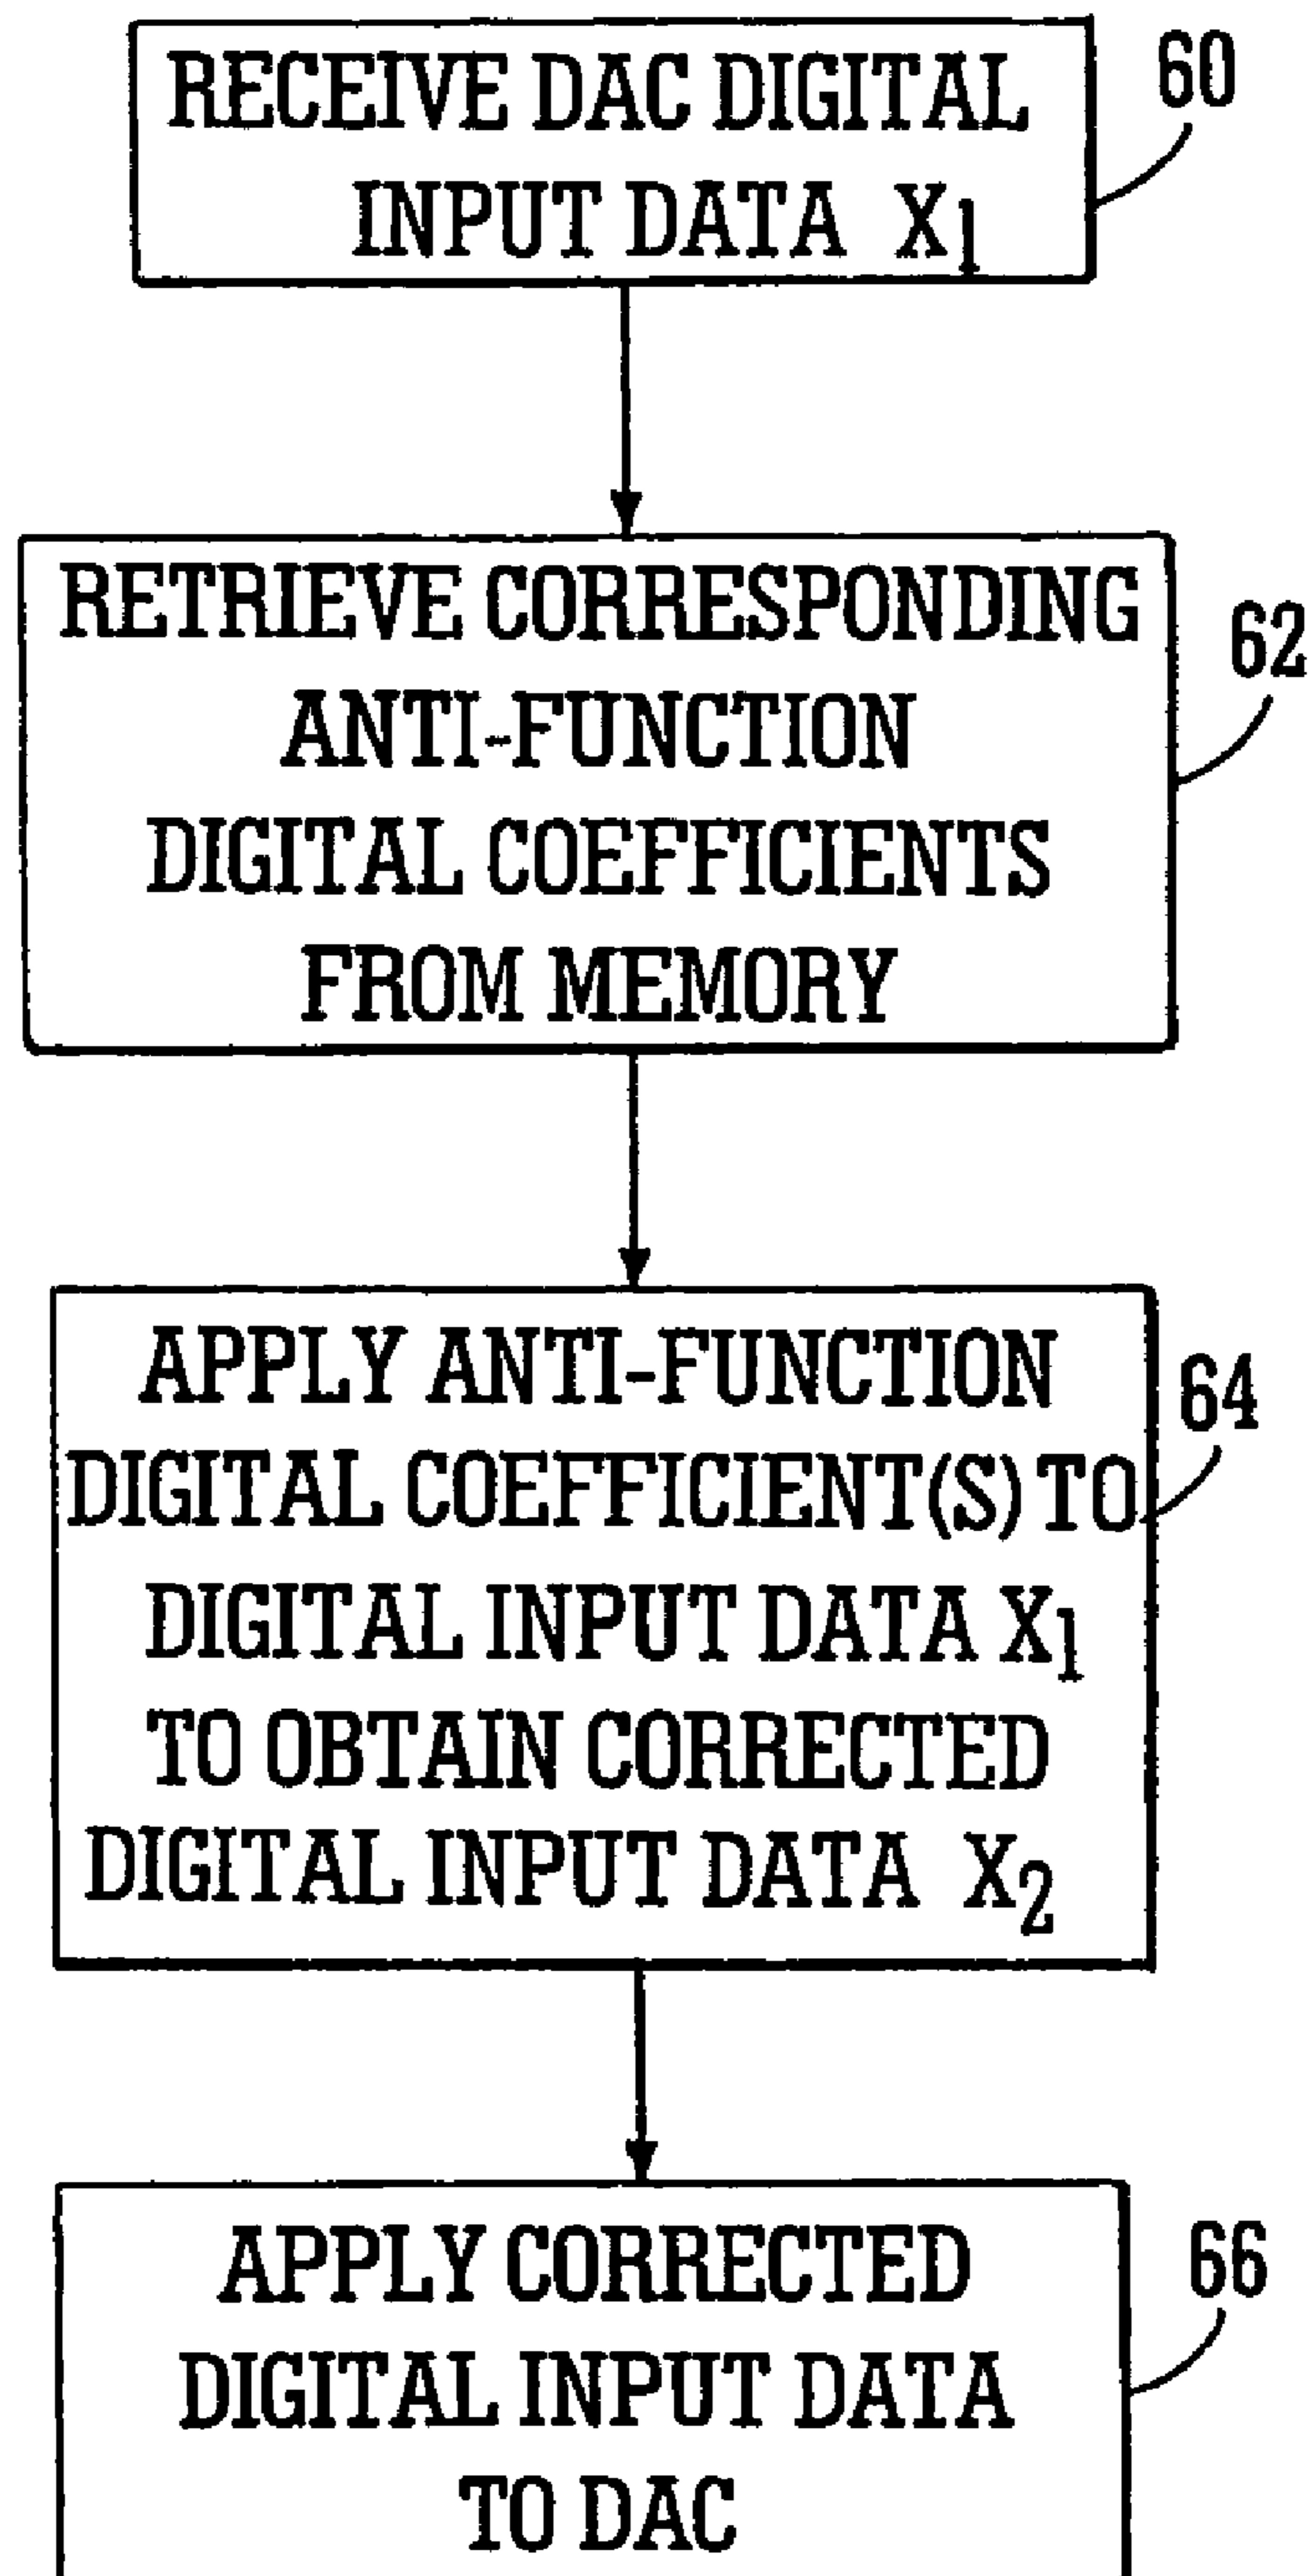 RECEIVE DAC DIGITAL
INPUT DATA X₁
60
RETRIEVE CORRESPONDING
ANTI-FUNCTION
DIGITAL COEFFICIENTS
FROM MEMORY
62
APPLY ANTI-FUNCTION
DIGITAL COEFFICIENT(S) TO
DIGITAL INPUT DATA X₁
TO OBTAIN CORRECTED
DIGITAL INPUT DATA X₂
64
APPLY CORRECTED
DIGITAL INPUT DATA
TO DAC
66